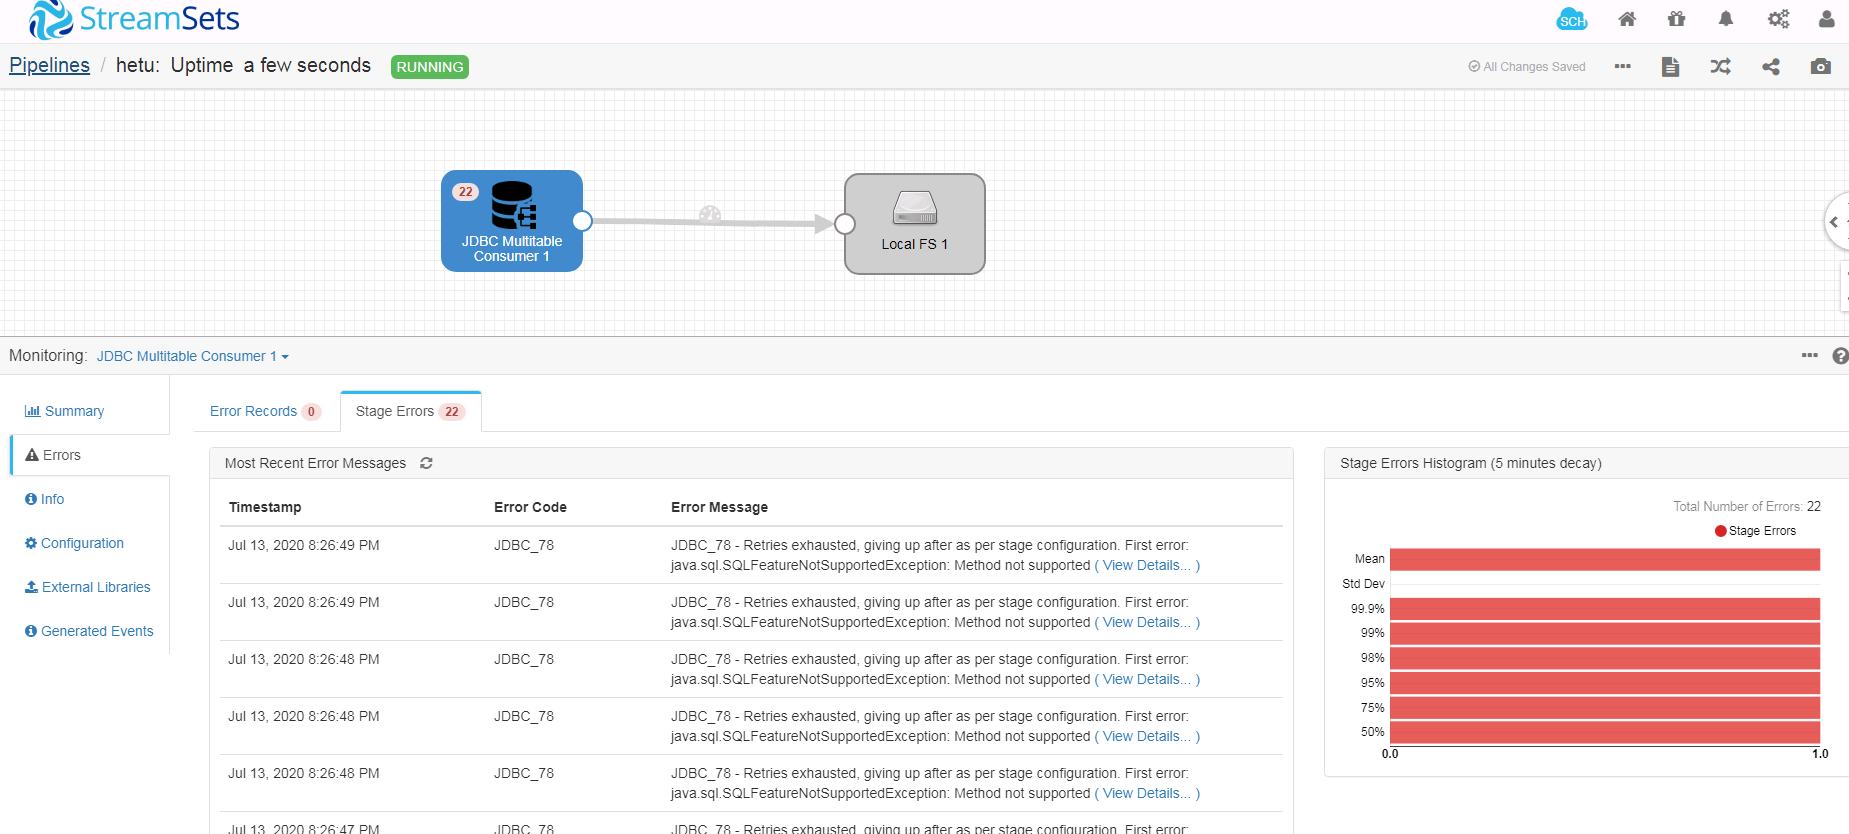 StreamSets
SCH
Pipelines / hetu: Uptime a few seconds RUNNING
All Changes Saved
22
JDBC Multitable
Consumer 1
Local FS 1
Monitoring: JDBC Multitable Consumer 1
Summary
Errors
Info
Configuration
External Libraries
Generated Events
Error Records 0
Stage Errors 22
Most Recent Error Messages
Timestamp Error Code Error Message
Jul 13, 2020 8:26:49 PM JDBC_78 JDBC_78 - Retries exhausted, giving up after as per stage configuration. First error:
java.sql.SQLFeatureNotSupportedException: Method not supported ( View Details... )
Jul 13, 2020 8:26:49 PM JDBC_78 JDBC_78 - Retries exhausted, giving up after as per stage configuration. First error:
java.sql.SQLFeatureNotSupportedException: Method not supported ( View Details... )
Jul 13, 2020 8:26:48 PM JDBC_78 JDBC_78 - Retries exhausted, giving up after as per stage configuration. First error:
java.sql.SQLFeatureNotSupportedException: Method not supported ( View Details... )
Jul 13, 2020 8:26:48 PM JDBC_78 JDBC_78 - Retries exhausted, giving up after as per stage configuration. First error:
java.sql.SQLFeatureNotSupportedException: Method not supported ( View Details... )
Jul 13, 2020 8:26:48 PM JDBC_78 JDBC_78 - Retries exhausted, giving up after as per stage configuration. First error:
java.sql.SQLFeatureNotSupportedException: Method not supported ( View Details... )
Jul 13, 2020 8:26:47 PM JDBC_78 JDBC_78 - Retries exhausted, giving up after as per stage configuration. First error:
Stage Errors Histogram (5 minutes decay)
Total Number of Errors: 22
Stage Errors
Mean
Std Dev
99.9%
99%
98%
95%
75%
50%
0.0 1.0